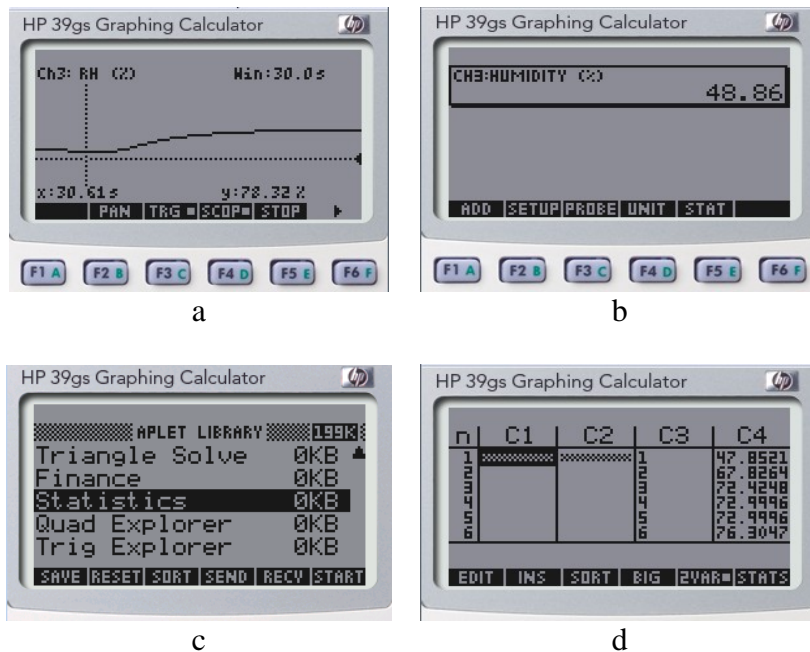 HP 39gs Graphing Calculator hp
Ch3: RH (%) Win:30.0s
x:30.61s y:78.32%
PAN TRG SCOP STOP
F1 A F2 B F3 C F4 D F5 E F6 F
a
HP 39gs Graphing Calculator hp
CH3:HUMIDITY (%)
48.86
ADD SETUP PROBE UNIT STAT
F1 A F2 B F3 C F4 D F5 E F6 F
b
HP 39gs Graphing Calculator hp
APLET LIBRARY 199K
Triangle Solve 0KB
Finance 0KB
Statistics 0KB
Quad Explorer 0KB
Trig Explorer 0KB
SAVE RESET SORT SEND RECV START
c
HP 39gs Graphing Calculator hp
n C1 C2 C3 C4
1 1 47.8521
2 2 67.8264
3 3 72.4248
4 4 72.9996
5 5 72.9996
6 6 76.3047
EDIT INS SORT BIG 2VAR STATS
d